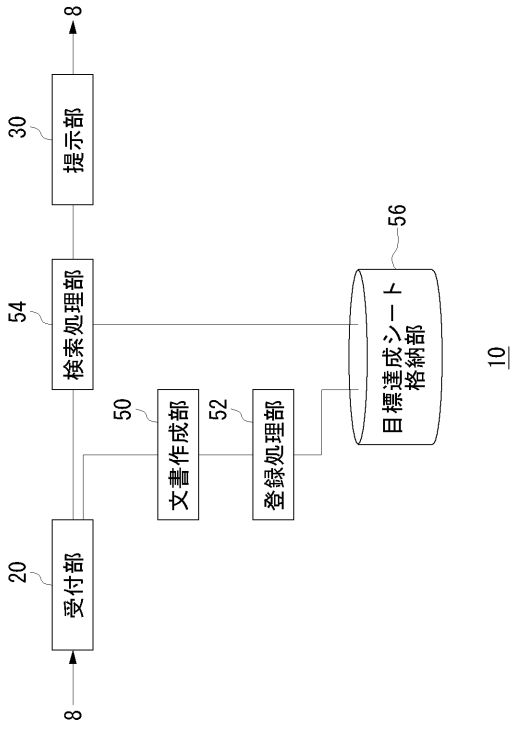 8
20
受付部
54
検索処理部
30
提示部
8
50
文書作成部
52
登録処理部
56
目標達成シート
格納部
10